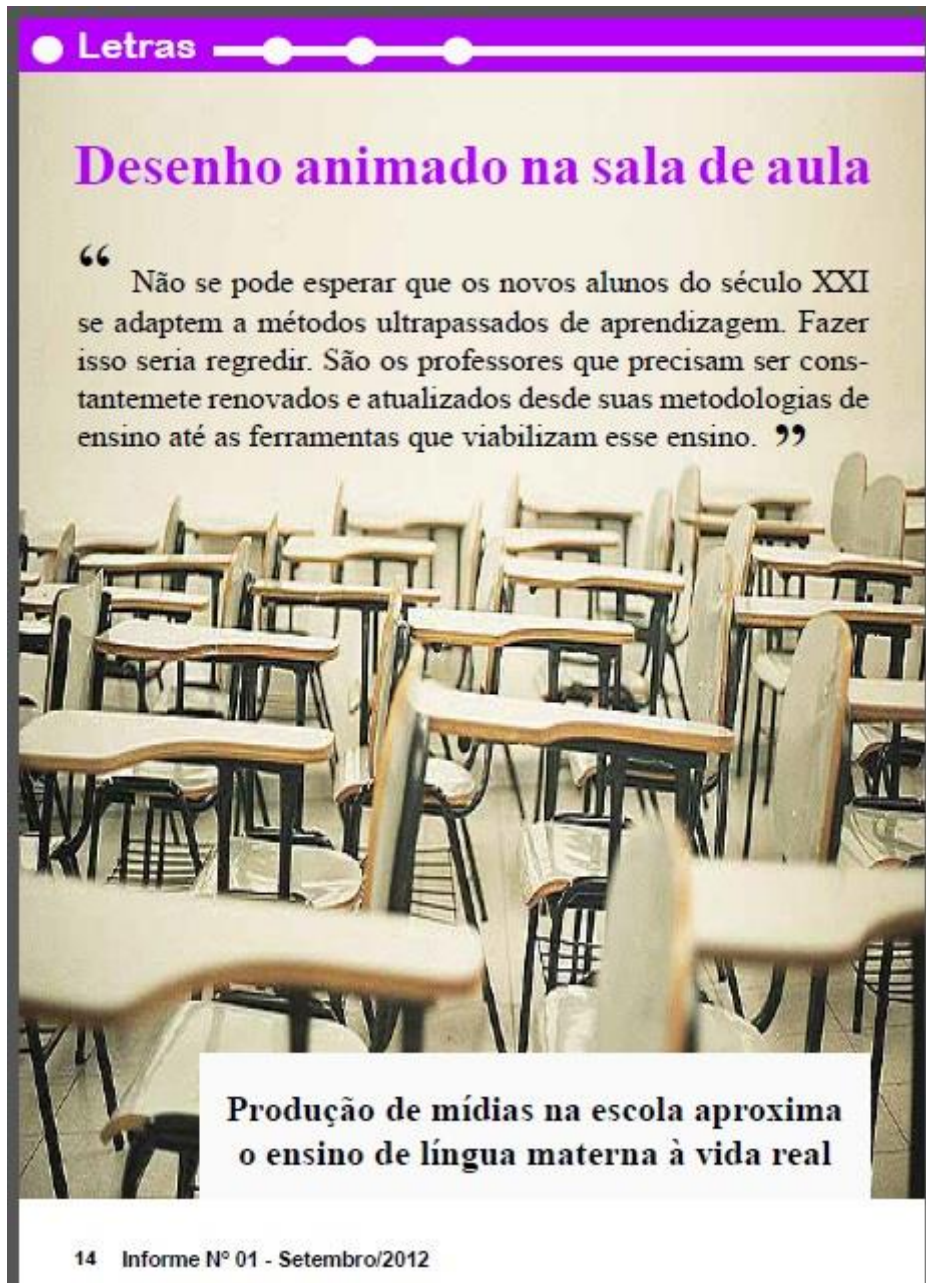 Letras
Desenho animado na sala de aula
“ Não se pode esperar que os novos alunos do século XXI
se adaptem a métodos ultrapassados de aprendizagem. Fazer
isso seria regredir. São os professores que precisam ser cons-
tantemete renovados e atualizados desde suas metodologias de
ensino até as ferramentas que viabilizam esse ensino. ”
Produção de mídias na escola aproxima
o ensino de língua materna à vida real
14 Informe Nº 01 - Setembro/2012